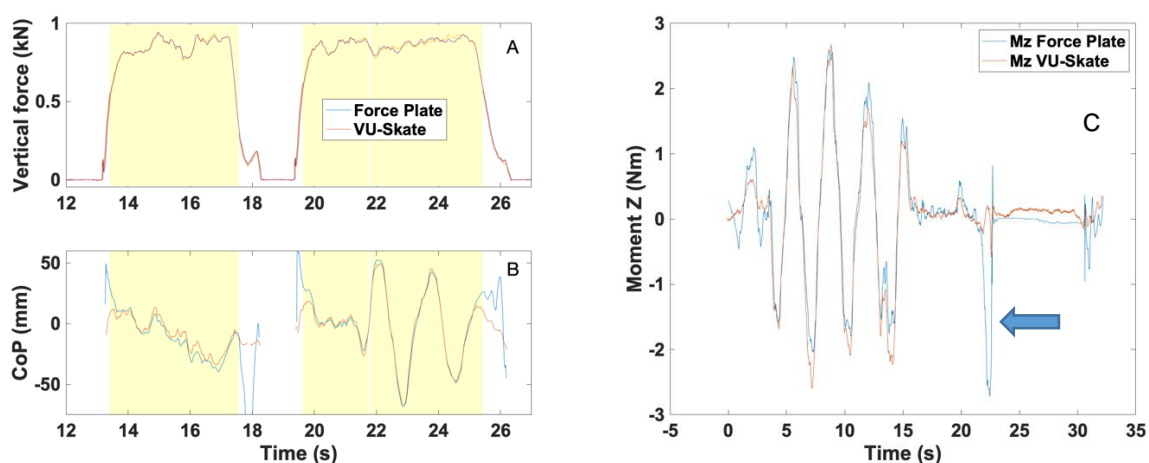 Vertical force (kN)
1
0.5
0
A
Force Plate
VU-Skate
12 14 16 18 20 22 24 26
CoP (mm)
50
0
-50
B
12 14 16 18 20 22 24 26
Time (s)
Moment Z (Nm)
3
2
1
0
-1
-2
-3
Mz Force Plate
Mz VU-Skate
C
-5 0 5 10 15 20 25 30 35
Time (s)